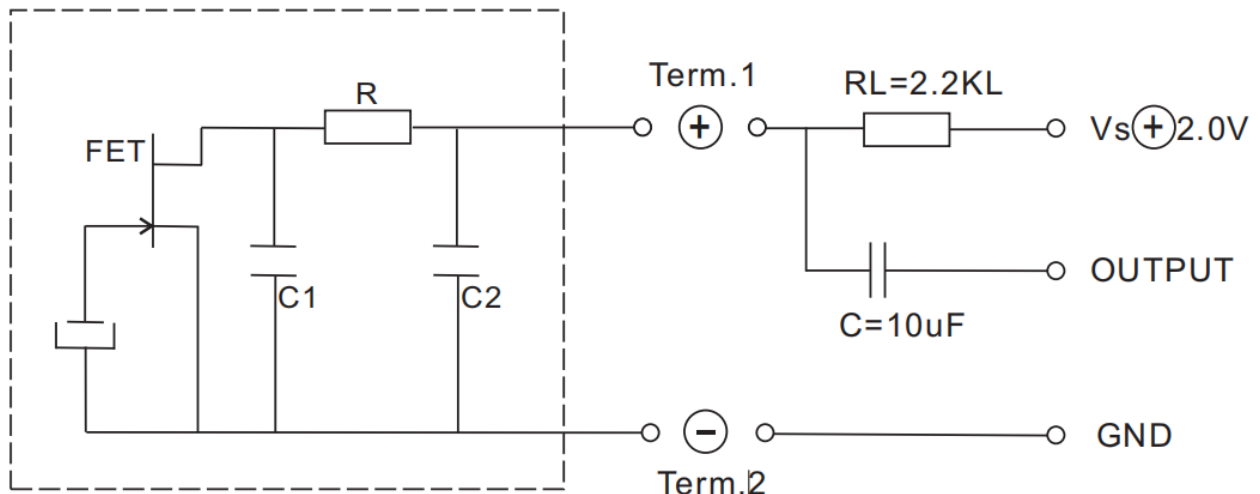 Term.1
RL=2.2KL
R
FET
+
Vs+2.0V
C1
C2
OUTPUT
C=10uF
-
GND
Term.2